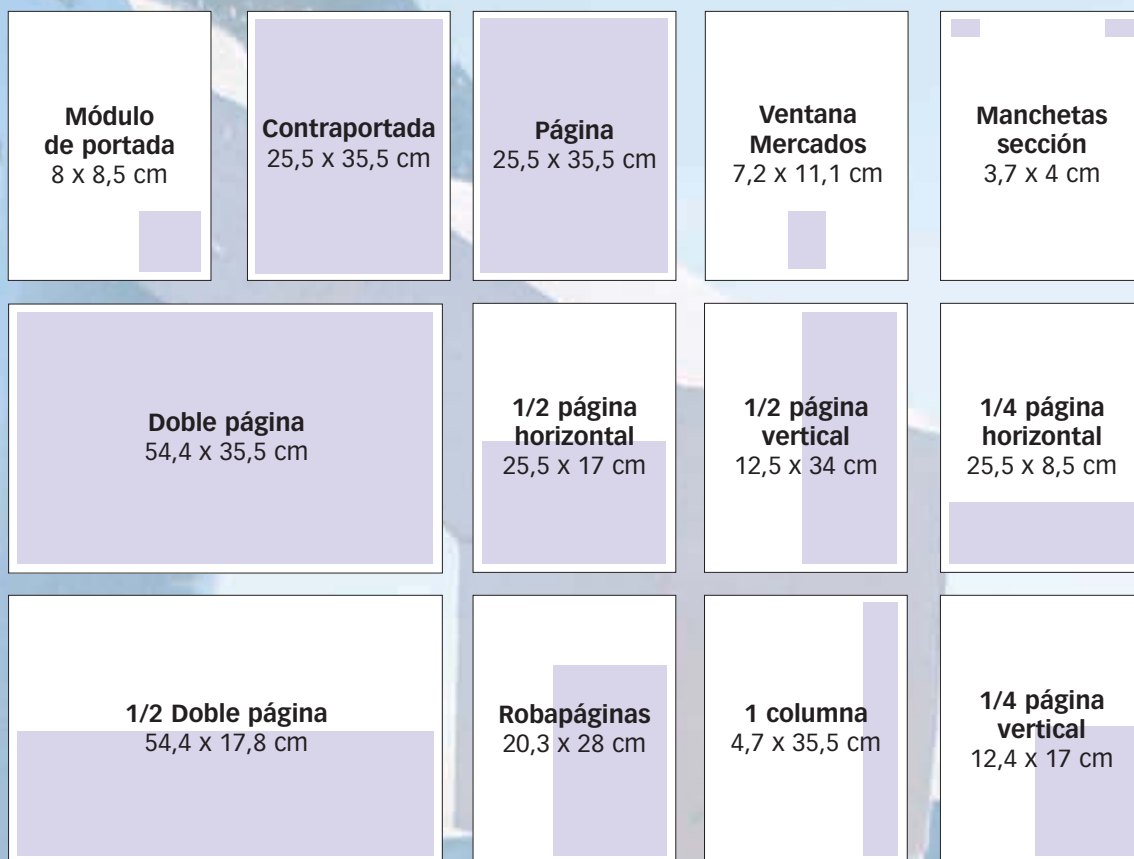 Módulo
de portada
8 x 8,5 cm
Contraportada
25,5 x 35,5 cm
Página
25,5 x 35,5 cm
Ventana
Mercados
7,2 x 11,1 cm
Manchetas
sección
3,7 x 4 cm
Doble página
54,4 x 35,5 cm
1/2 página
horizontal
25,5 x 17 cm
1/2 página
vertical
12,5 x 34 cm
1/4 página
horizontal
25,5 x 8,5 cm
1/2 Doble página
54,4 x 17,8 cm
Robapáginas
20,3 x 28 cm
1 columna
4,7 x 35,5 cm
1/4 página
vertical
12,4 x 17 cm